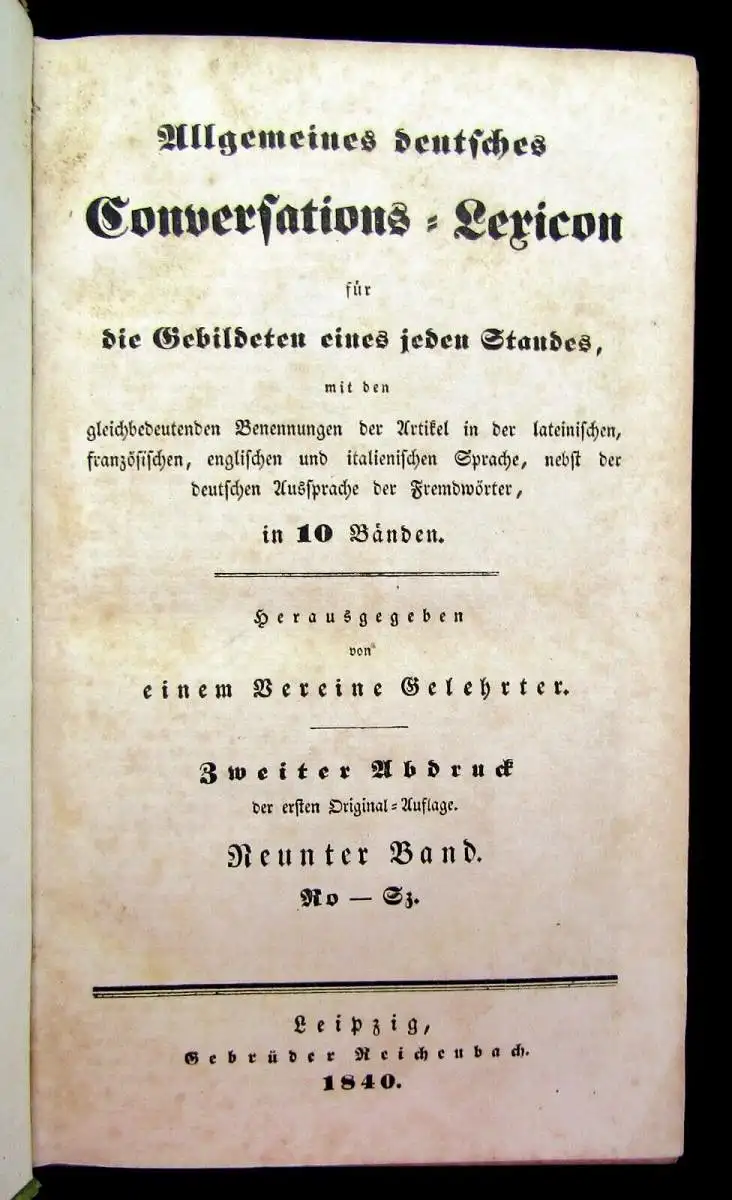 Allgemeines deutſches
Converſations-Lexicon
für
die Gebildeten eines jeden Standes,
mit den
gleichbedeutenden Benennungen der Artikel in der lateiniſchen,
franzöſiſchen, engliſchen und italieniſchen Sprache, nebſt der
deutſchen Ausſprache der Fremdwörter,
in 10 Bänden.
Herausgegeben
von
einem Vereine Gelehrter.
Zweiter Abdruck
der erſten Original-Auflage.
Neunter Band.
Ro — Sz.
Leipzig,
Gebrüder Reichenbach.
1840.